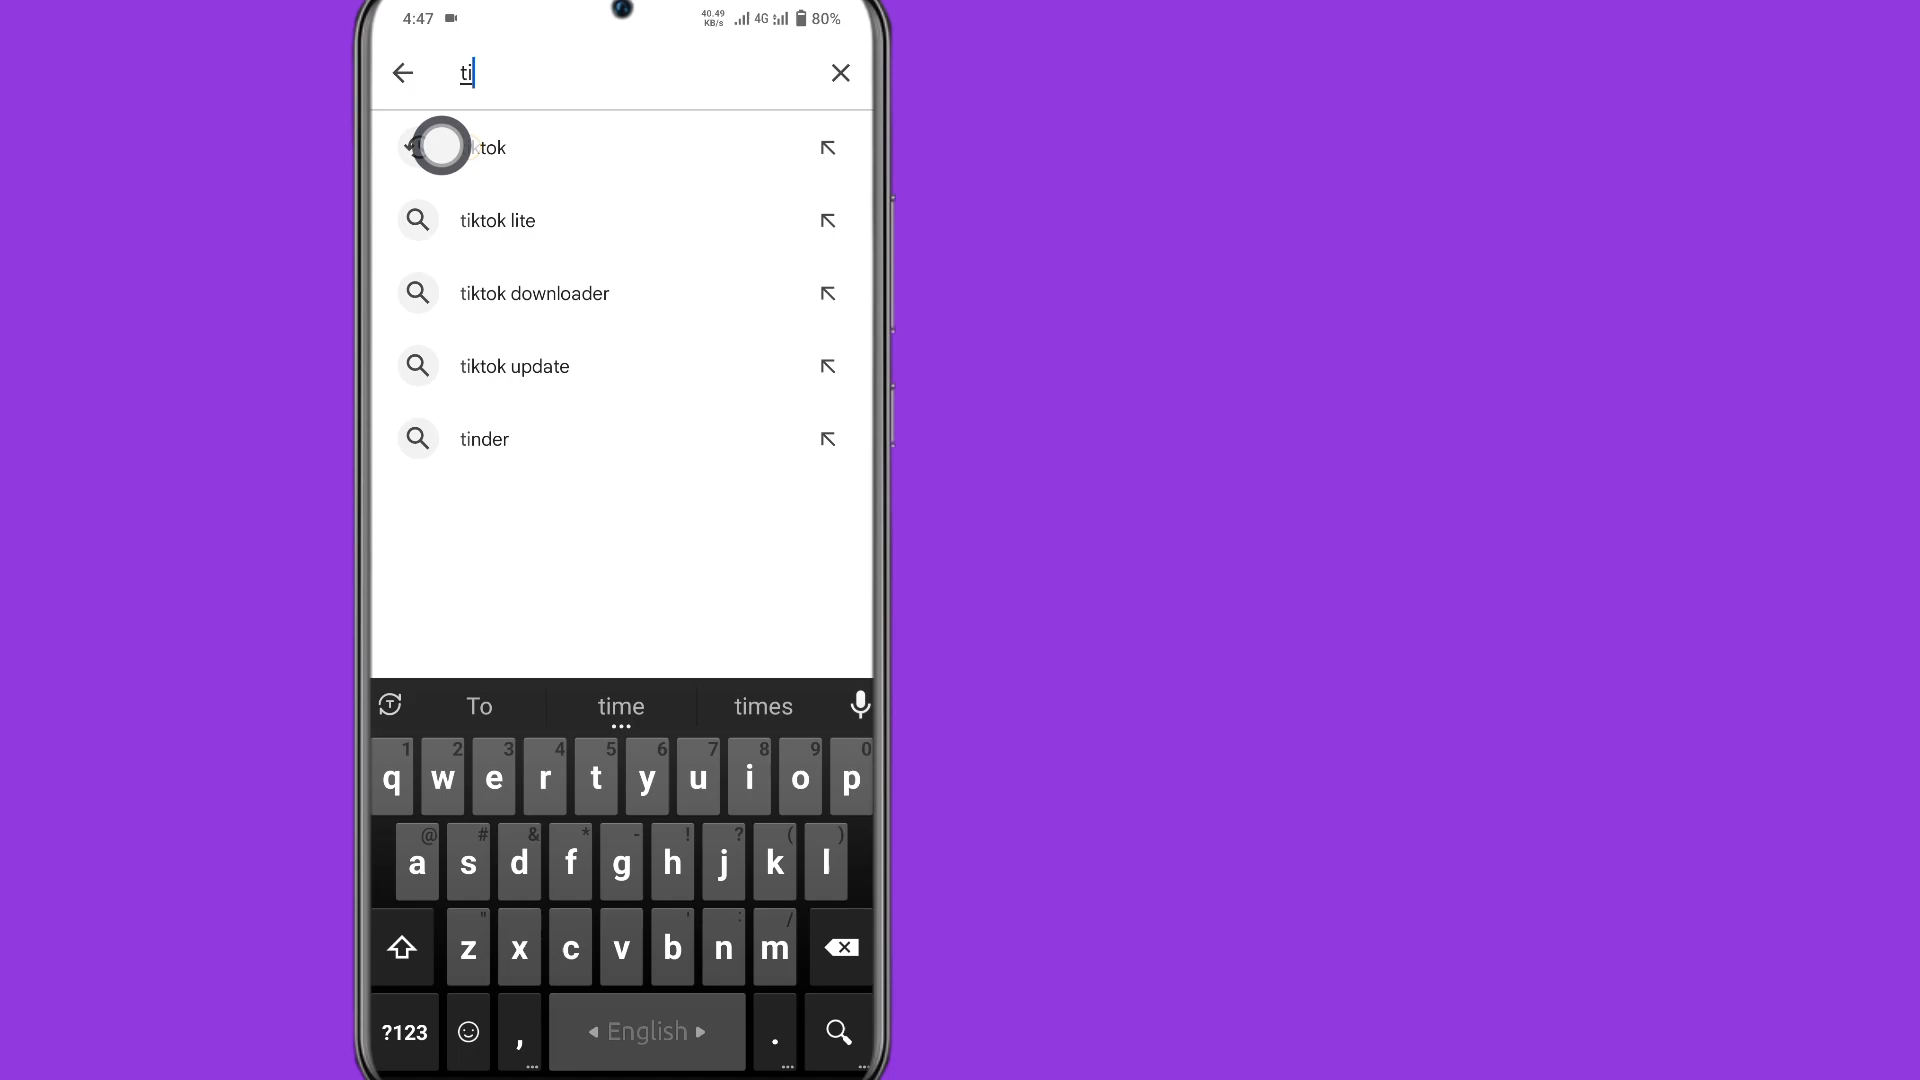 4:47 40.49 KB/s 4G 80%
ti
tok
tiktok lite
tiktok downloader
tiktok update
tinder
To time times
1 2 3 4 5 6 7 8 9 0
q w e r t y u i o p
@ # & * - ! ? ( )
a s d f g h j k l
" ' : /
z x c v b n m
?123 , English .